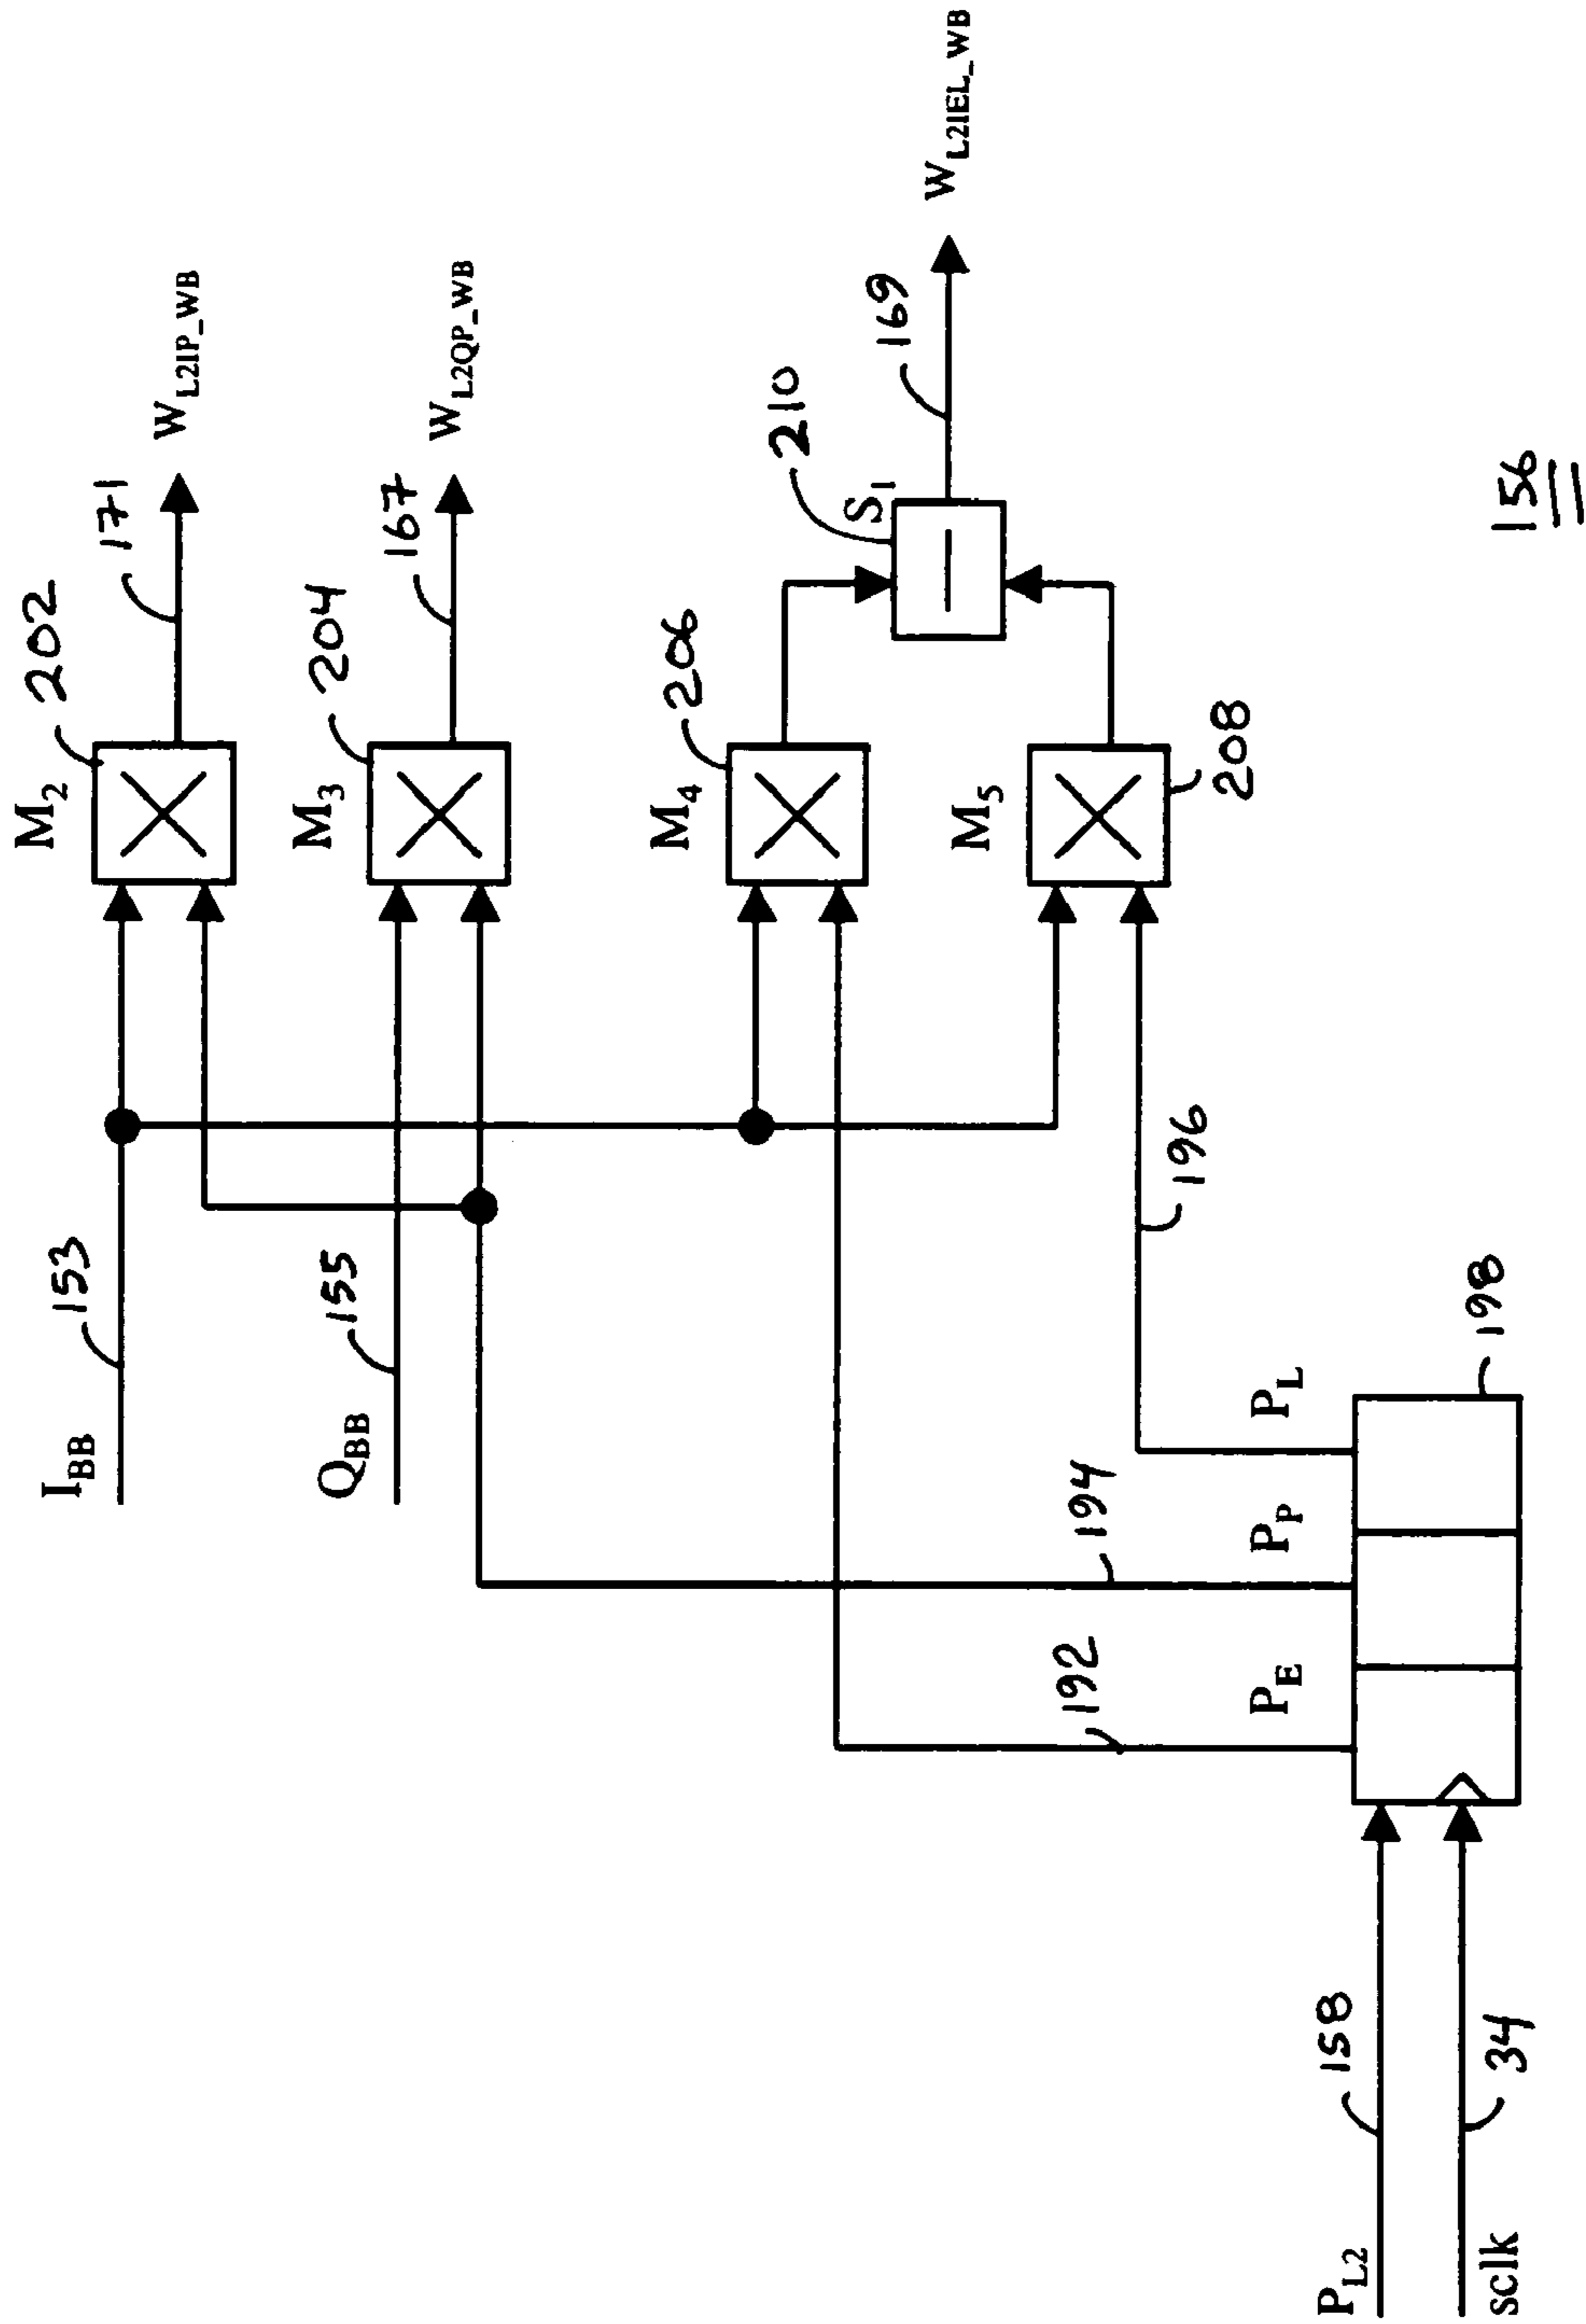 I_BB
153
M_2
202
171
W_L2IP_WB
Q_BB
155
M_3
204
167
W_L2QP_WB
M_4
206
210
S_1
169
W_L2IEL_WB
M_5
208
196
P_L2
158
sclk
34
P_E
192
P_P
194
P_L
198
156